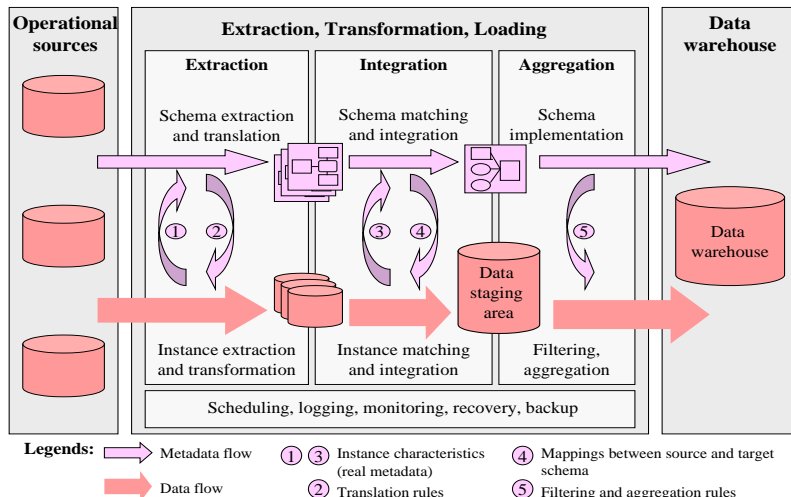 Operational
sources
Extraction, Transformation, Loading
Data
warehouse
Extraction
Integration
Aggregation
Schema extraction
and translation
Schema matching
and integration
Schema
implementation
1
2
3
4
5
Data
staging
area
Data
warehouse
Instance extraction
and transformation
Instance matching
and integration
Filtering,
aggregation
Scheduling, logging, monitoring, recovery, backup
Legends:
Metadata flow
1 3 Instance characteristics
(real metadata)
4 Mappings between source and target
schema
Data flow
2 Translation rules
5 Filtering and aggregation rules